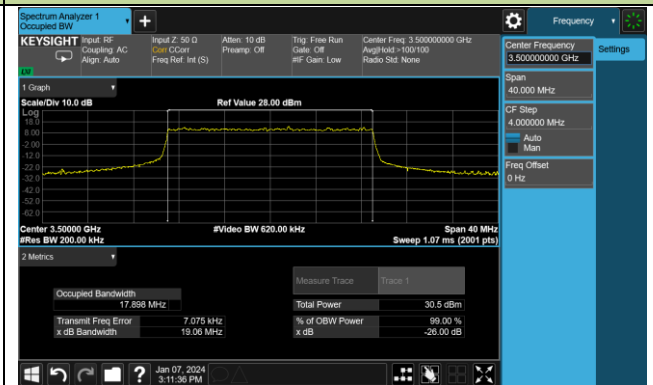 Spectrum Analyzer 1
Occupied BW
Frequency
KEYSIGHT
Input: RF
Coupling: AC
Align: Auto
Input Z: 50 Ω
Corr CCorr
Freq Ref: Int (S)
Atten: 10 dB
Preamp: Off
Trig: Free Run
Gate: Off
#IF Gain: Low
Center Freq: 3.500000000 GHz
Avg|Hold:>100/100
Radio Std: None
Center Frequency
3.500000000 GHz
Settings
Span
40.000 MHz
CF Step
4.000000 MHz
Auto
Man
Freq Offset
0 Hz
1 Graph
Scale/Div 10.0 dB
Ref Value 28.00 dBm
Log
18.0
8.00
-2.00
-12.0
-22.0
-32.0
-42.0
-52.0
-62.0
Center 3.50000 GHz
#Video BW 620.00 kHz
Span 40 MHz
#Res BW 200.00 kHz
Sweep 1.07 ms (2001 pts)
2 Metrics
Measure Trace
Trace 1
Occupied Bandwidth
17.898 MHz
Total Power
30.5 dBm
Transmit Freq Error
7.075 kHz
% of OBW Power
99.00 %
x dB Bandwidth
19.06 MHz
x dB
-26.00 dB
?
Jan 07, 2024
3:11:36 PM